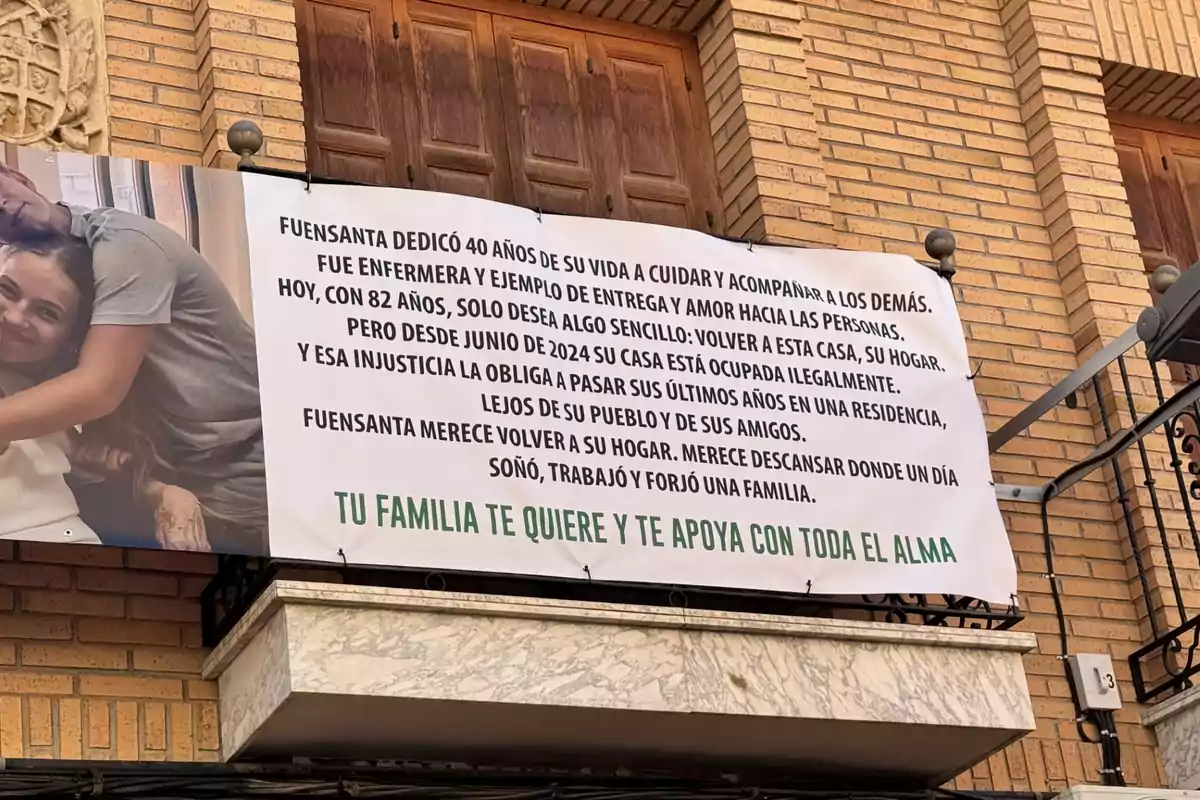 FUENSANTA DEDICÓ 40 AÑOS DE SU VIDA A CUIDAR Y ACOMPAÑAR A LOS DEMÁS.
FUE ENFERMERA Y EJEMPLO DE ENTREGA Y AMOR HACIA LAS PERSONAS.
HOY, CON 82 AÑOS, SOLO DESEA ALGO SENCILLO: VOLVER A ESTA CASA, SU HOGAR.
PERO DESDE JUNIO DE 2024 SU CASA ESTÁ OCUPADA ILEGALMENTE.
Y ESA INJUSTICIA LA OBLIGA A PASAR SUS ÚLTIMOS AÑOS EN UNA RESIDENCIA,
LEJOS DE SU PUEBLO Y DE SUS AMIGOS.
FUENSANTA MERECE VOLVER A SU HOGAR. MERECE DESCANSAR DONDE UN DÍA
SOÑÓ, TRABAJÓ Y FORJÓ UNA FAMILIA.
TU FAMILIA TE QUIERE Y TE APOYA CON TODA EL ALMA
3